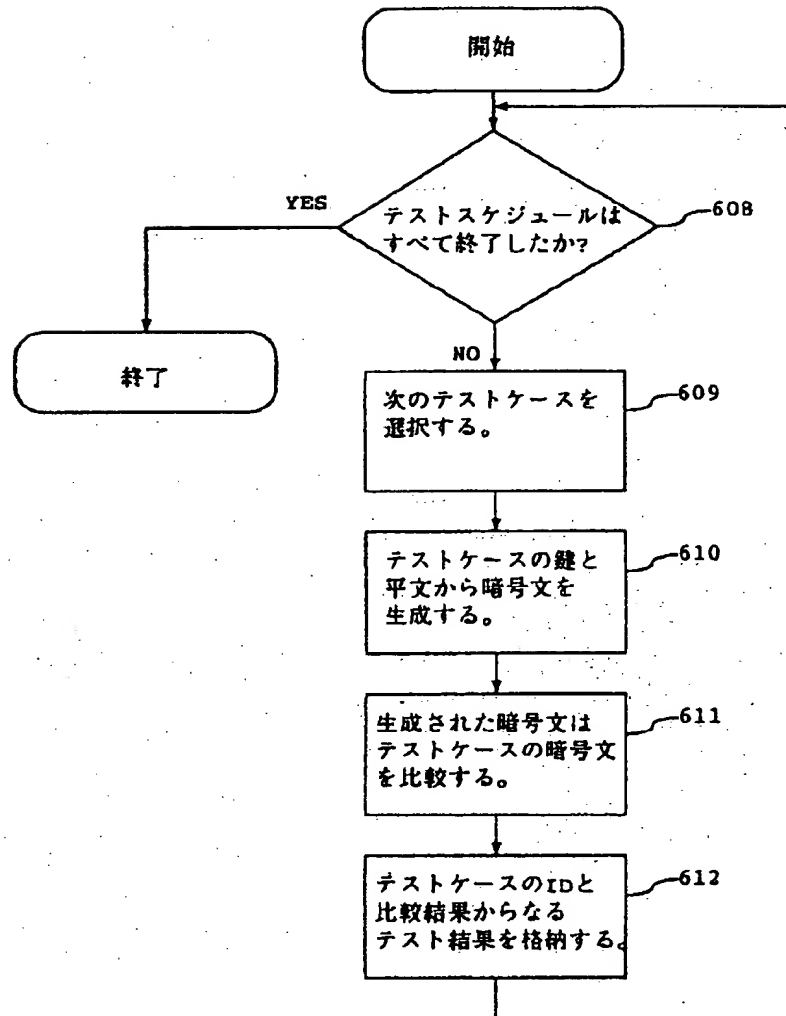 開始
テストスケジュールは
すべて終了したか?
608
YES
NO
終了
次のテストケースを
選択する。
609
テストケースの鍵と
平文から暗号文を
生成する。
610
生成された暗号文は
テストケースの暗号文
を比較する。
611
テストケースのIDと
比較結果からなる
テスト結果を格納する。
612